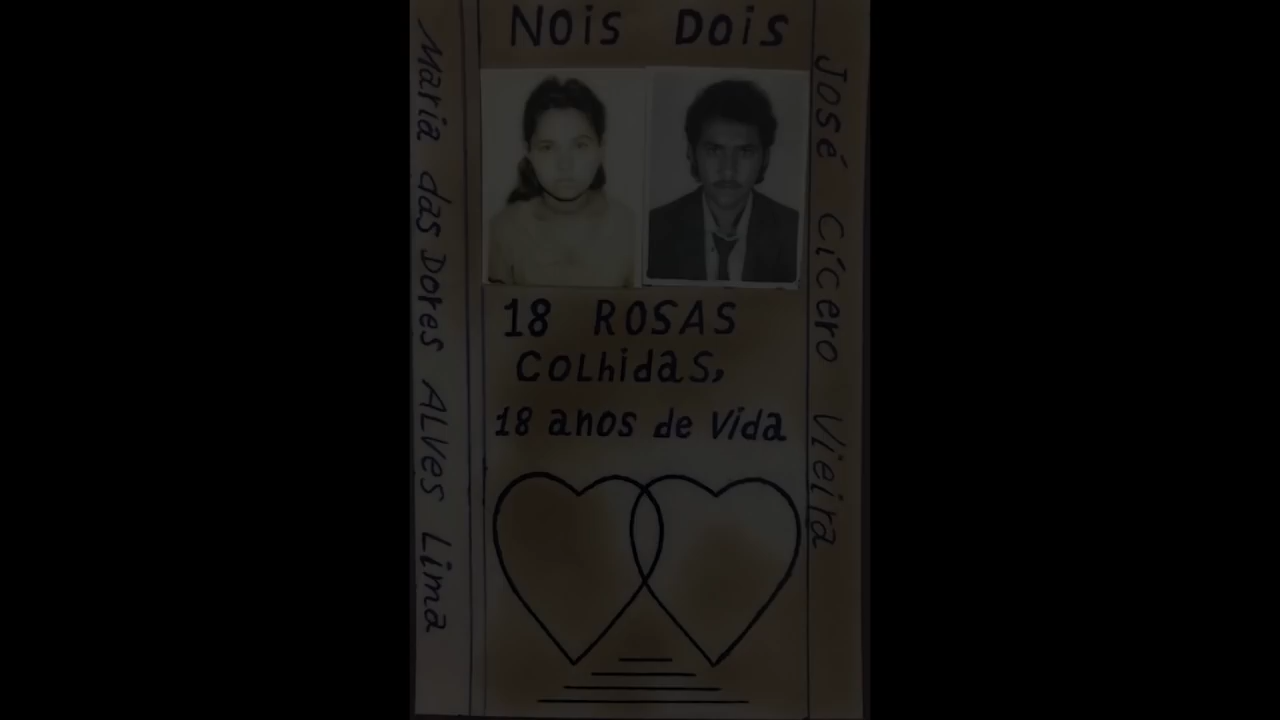 Nois Dois
Maria das Dores Alves Lima
José Cícero Vieira
18 ROSAS
Colhidas,
18 anos de Vida